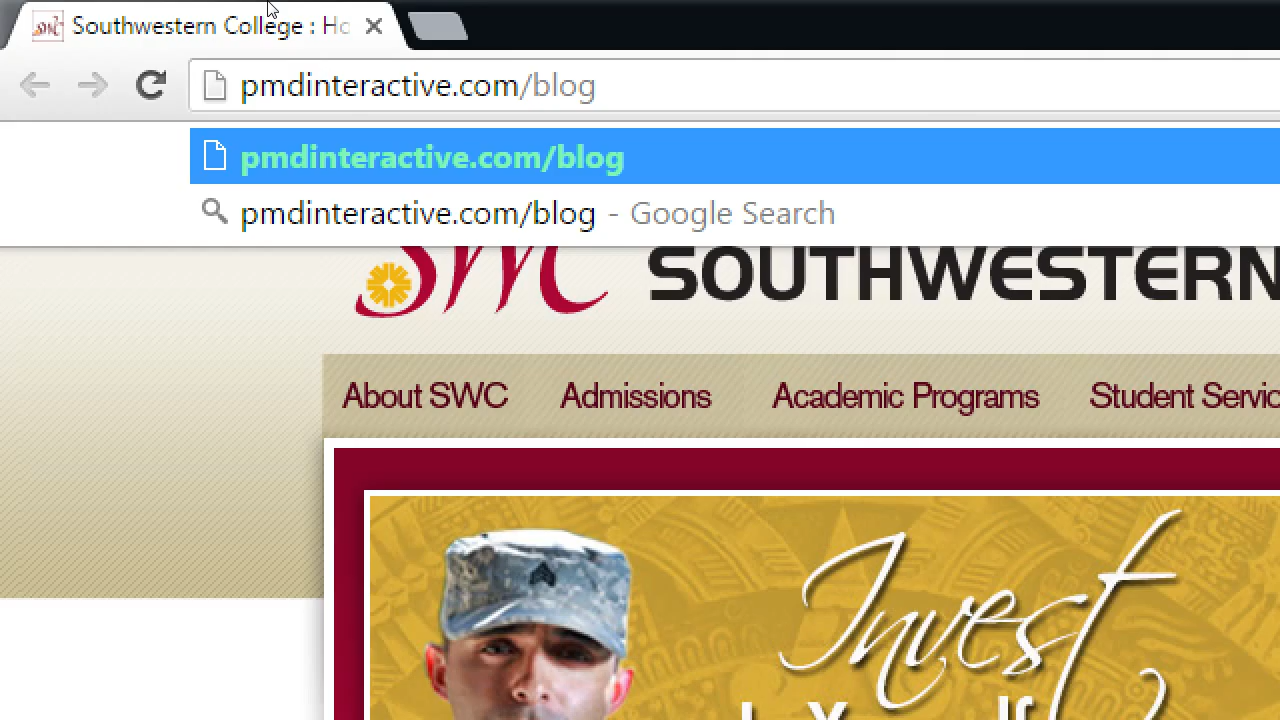 Southwestern College : Ho
pmdinteractive.com/blog
pmdinteractive.com/blog
pmdinteractive.com/blog - Google Search
SWC SOUTHWESTERN
About SWC Admissions Academic Programs Student Servic
Invest